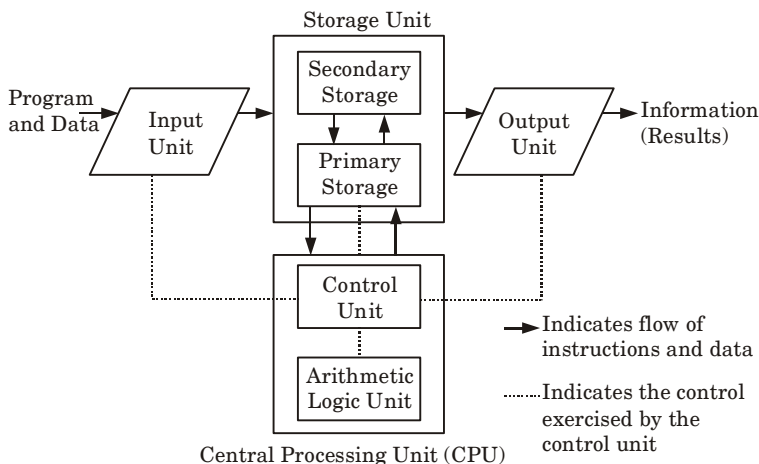 Storage Unit
Secondary
Storage
Program
and Data
Input
Unit
Output
Unit
Information
(Results)
Primary
Storage
Control
Unit
Indicates flow of
instructions and data
Arithmetic
Logic Unit
Indicates the control
exercised by the
control unit
Central Processing Unit (CPU)